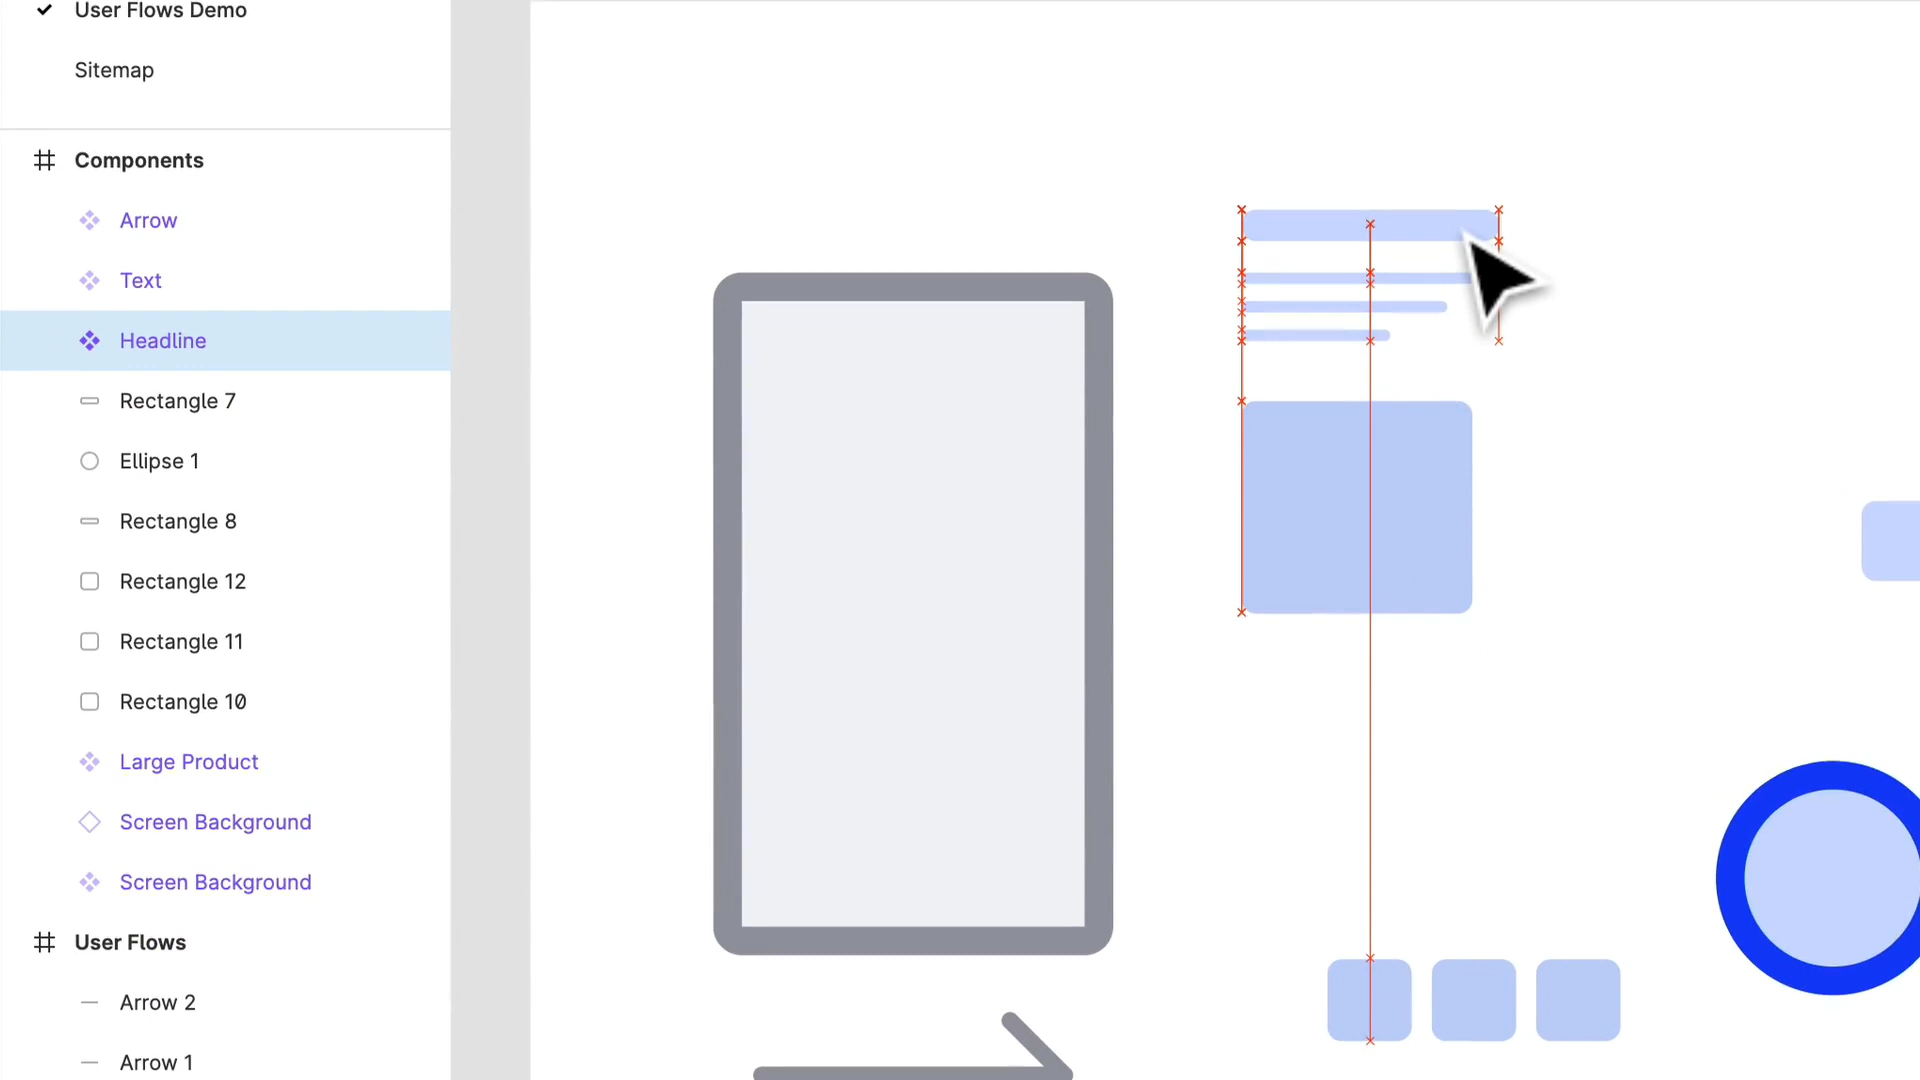 User Flows Demo
Sitemap
Components
Arrow
Text
Headline
Rectangle 7
Ellipse 1
Rectangle 8
Rectangle 12
Rectangle 11
Rectangle 10
Large Product
Screen Background
Screen Background
User Flows
Arrow 2
Arrow 1